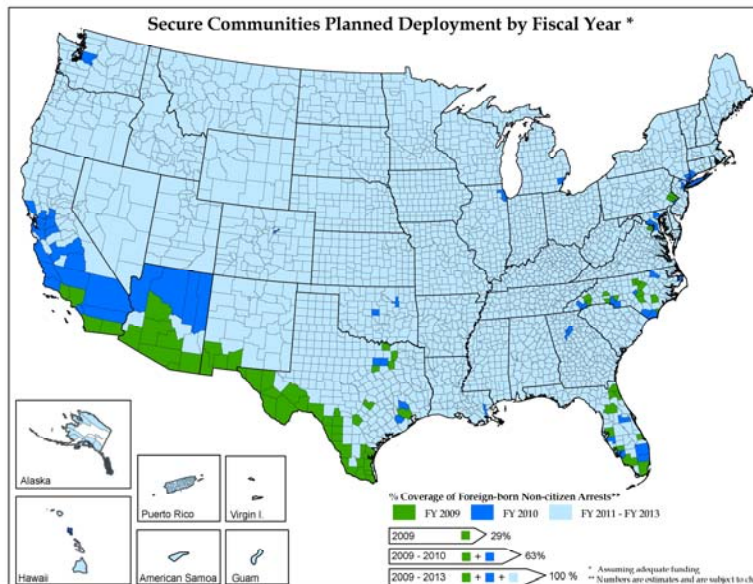 Secure Communities Planned Deployment by Fiscal Year *
Alaska
Puerto Rico
Virgin I.
Hawaii
American Samoa
Guam
% Coverage of Foreign-born Non-citizen Arrests**
FY 2009 FY 2010 FY 2011 - FY 2013
2009 29%
2009 - 2010 + 63%
2009 - 2013 + + 100 %
* Assuming adequate funding
** Numbers are estimates and are subject to